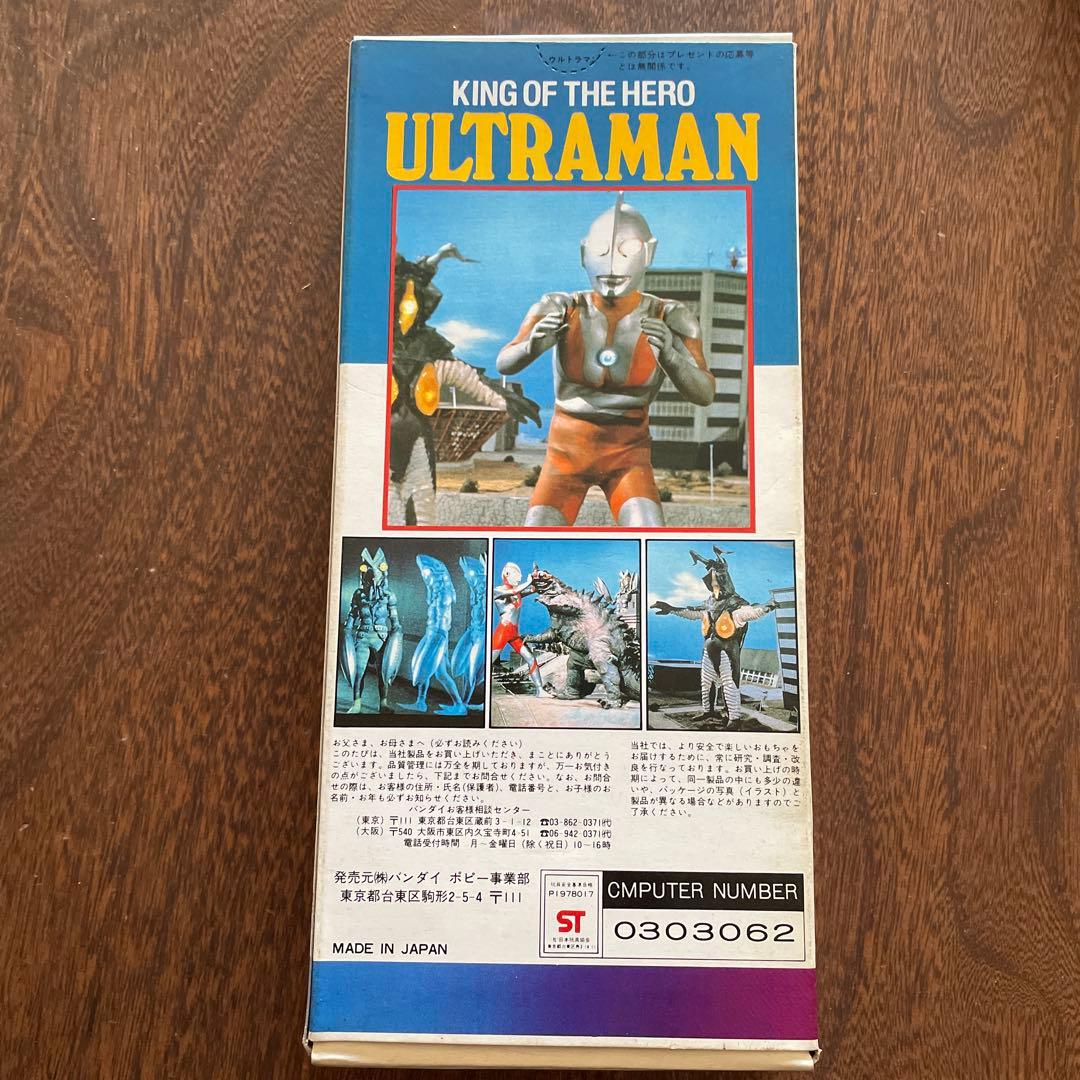 ウルトラマン
←この部分はプレゼントの応募等
とは無関係です。
KING OF THE HERO
ULTRAMAN
お父さま、お母さまへ(必ずお読みください)
このたびは、当社製品をお買い上げいただき、まことにありがとう
ございます。品質管理には万全を期しておりますが、万一お気付き
の点がございましたら、下記までお問合せください。なお、お問合
せの際は、お客様の住所・氏名(保護者)、電話番号と、お子様のお
名前・お年も必ずお知らせください。
バンダイお客様相談センター
(東京)〒111 東京都台東区蔵前3-1-12 ☎03-862-0371㈹
(大阪)〒540 大阪市東区内久宝寺町4-51 ☎06-942-0371㈹
電話受付時間 月~金曜日(除く祝日)10~16時
当社では、より安全で楽しいおもちゃを
お届けするために、常に研究・調査・改
良を行なっております。お買い上げの時
期によって、同一製品の中にも多少の違
いや、パッケージの写真(イラスト)と
製品が異なる場合などがありますのでご
了承ください。
発売元㈱バンダイ ポピー事業部
東京都台東区駒形2-5-4 〒111
MADE IN JAPAN
玩具安全基準合格
P1978017
ST
㈳日本玩具協会
CMPUTER NUMBER
0303062